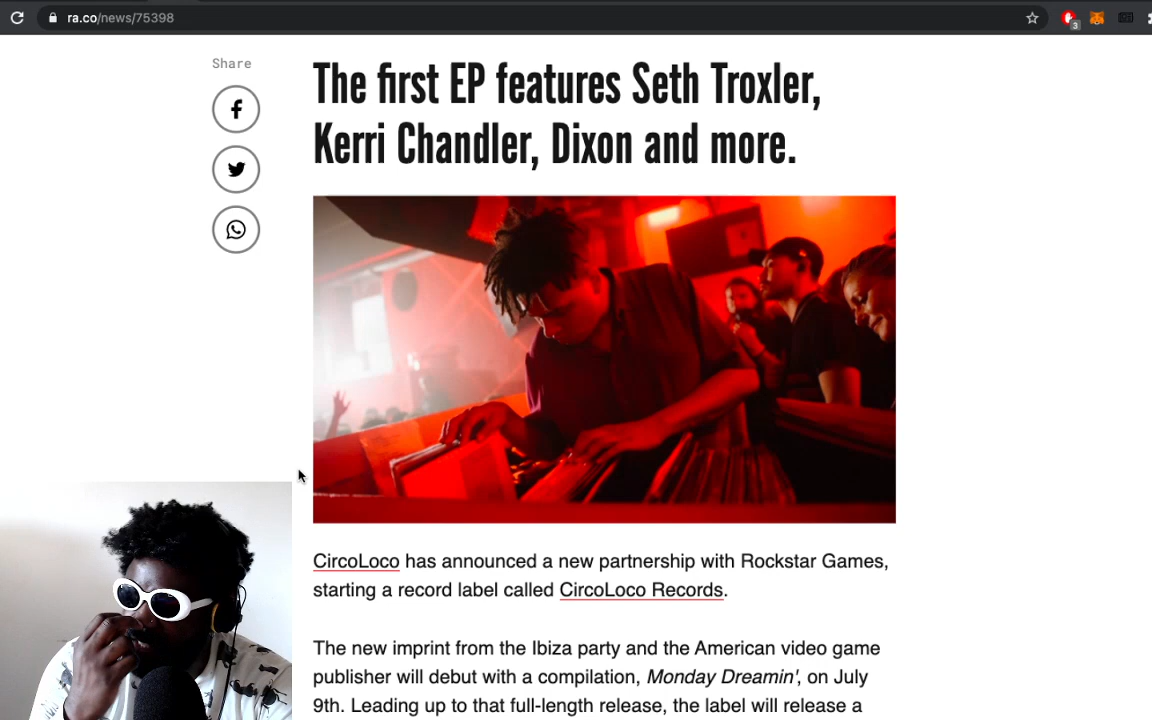 ra.co/news/75398
3
Share
The first EP features Seth Troxler,
Kerri Chandler, Dixon and more.
CircoLoco has announced a new partnership with Rockstar Games,
starting a record label called CircoLoco Records.
The new imprint from the Ibiza party and the American video game
publisher will debut with a compilation, Monday Dreamin', on July
9th. Leading up to that full-length release, the label will release a